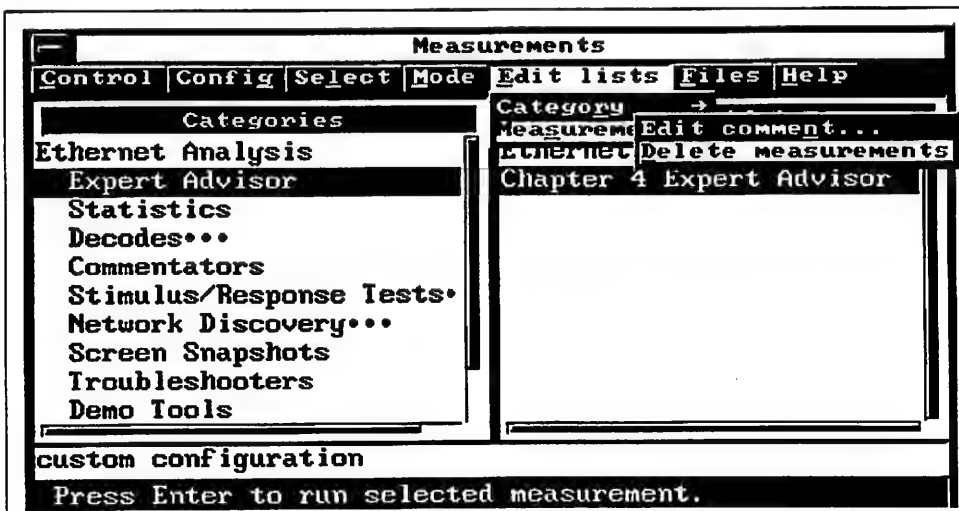 Measurements
Control Config Select Mode Edit lists Files Help
Categories
Ethernet Analysis
Expert Advisor
Statistics
Decodes•••
Commentators
Stimulus/Response Tests•
Network Discovery•••
Screen Snapshots
Troubleshooters
Demo Tools
Category →
Measureme
Edit comment...
Ethernet
Delete measurements
Chapter 4 Expert Advisor
custom configuration
Press Enter to run selected measurement.